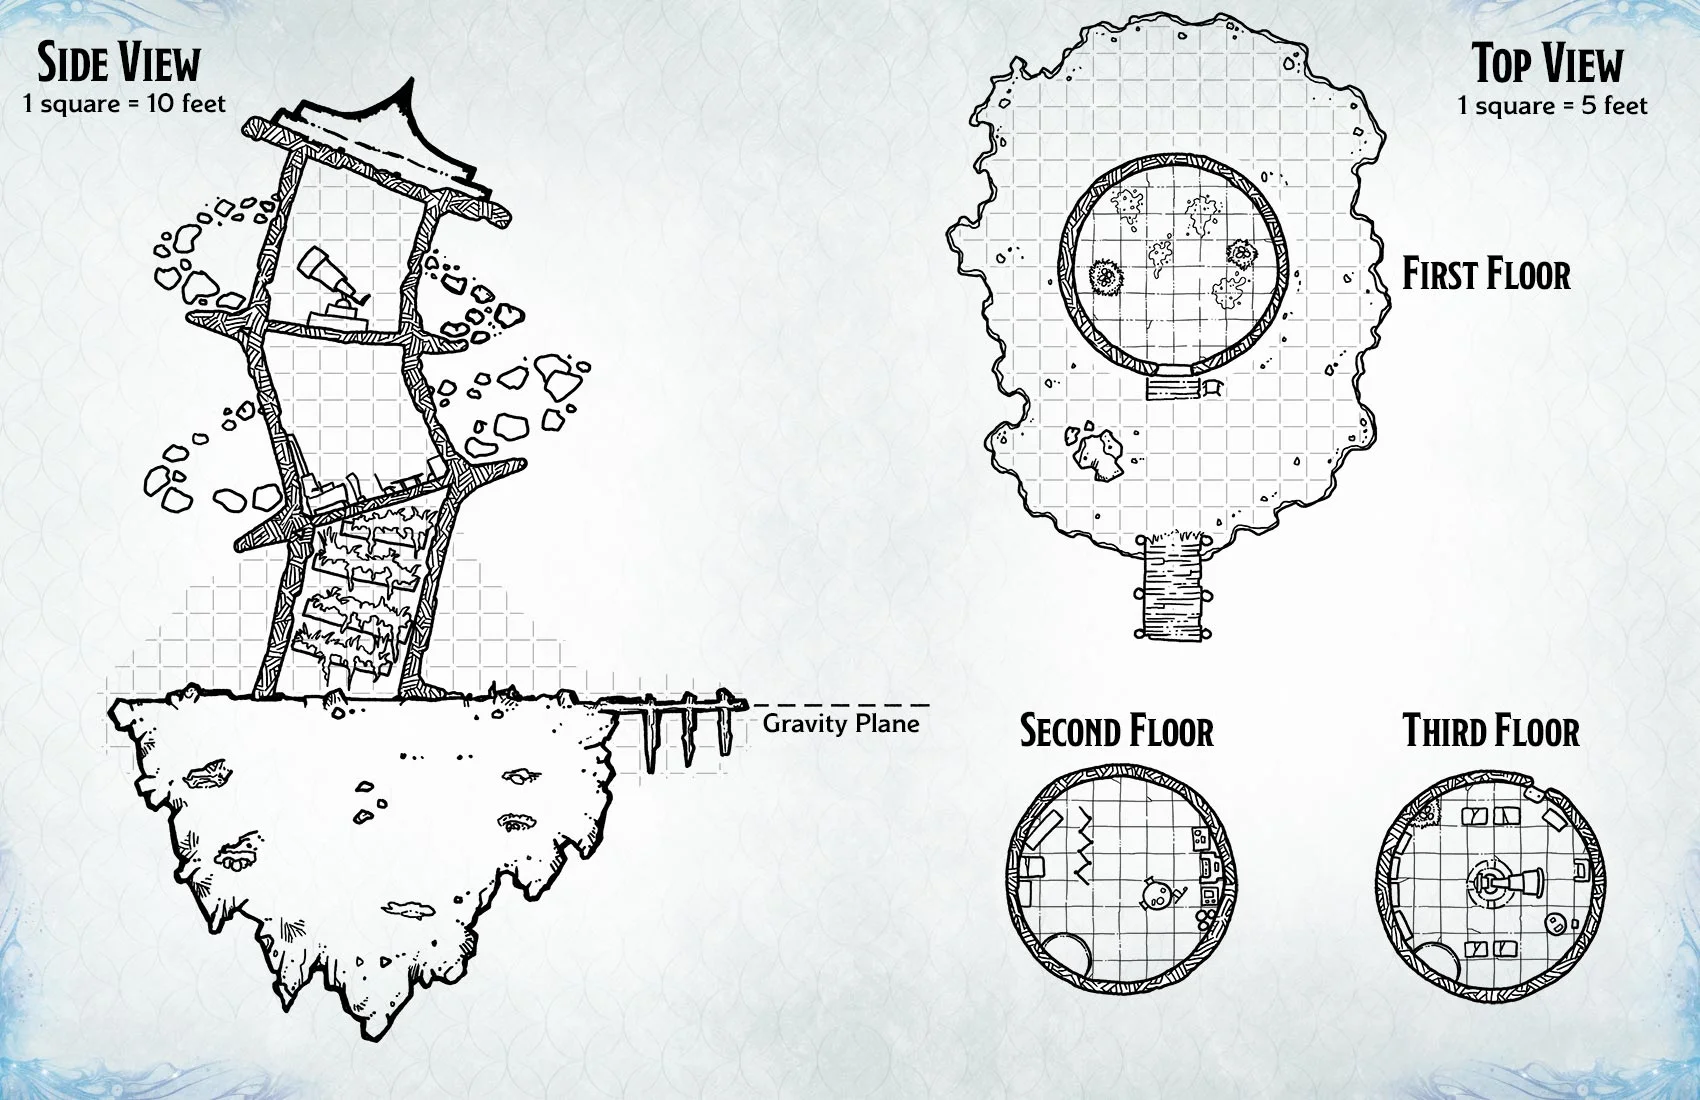 SIDE VIEW
1 square = 10 feet
TOP VIEW
1 square = 5 feet
FIRST FLOOR
Gravity Plane
SECOND FLOOR
THIRD FLOOR